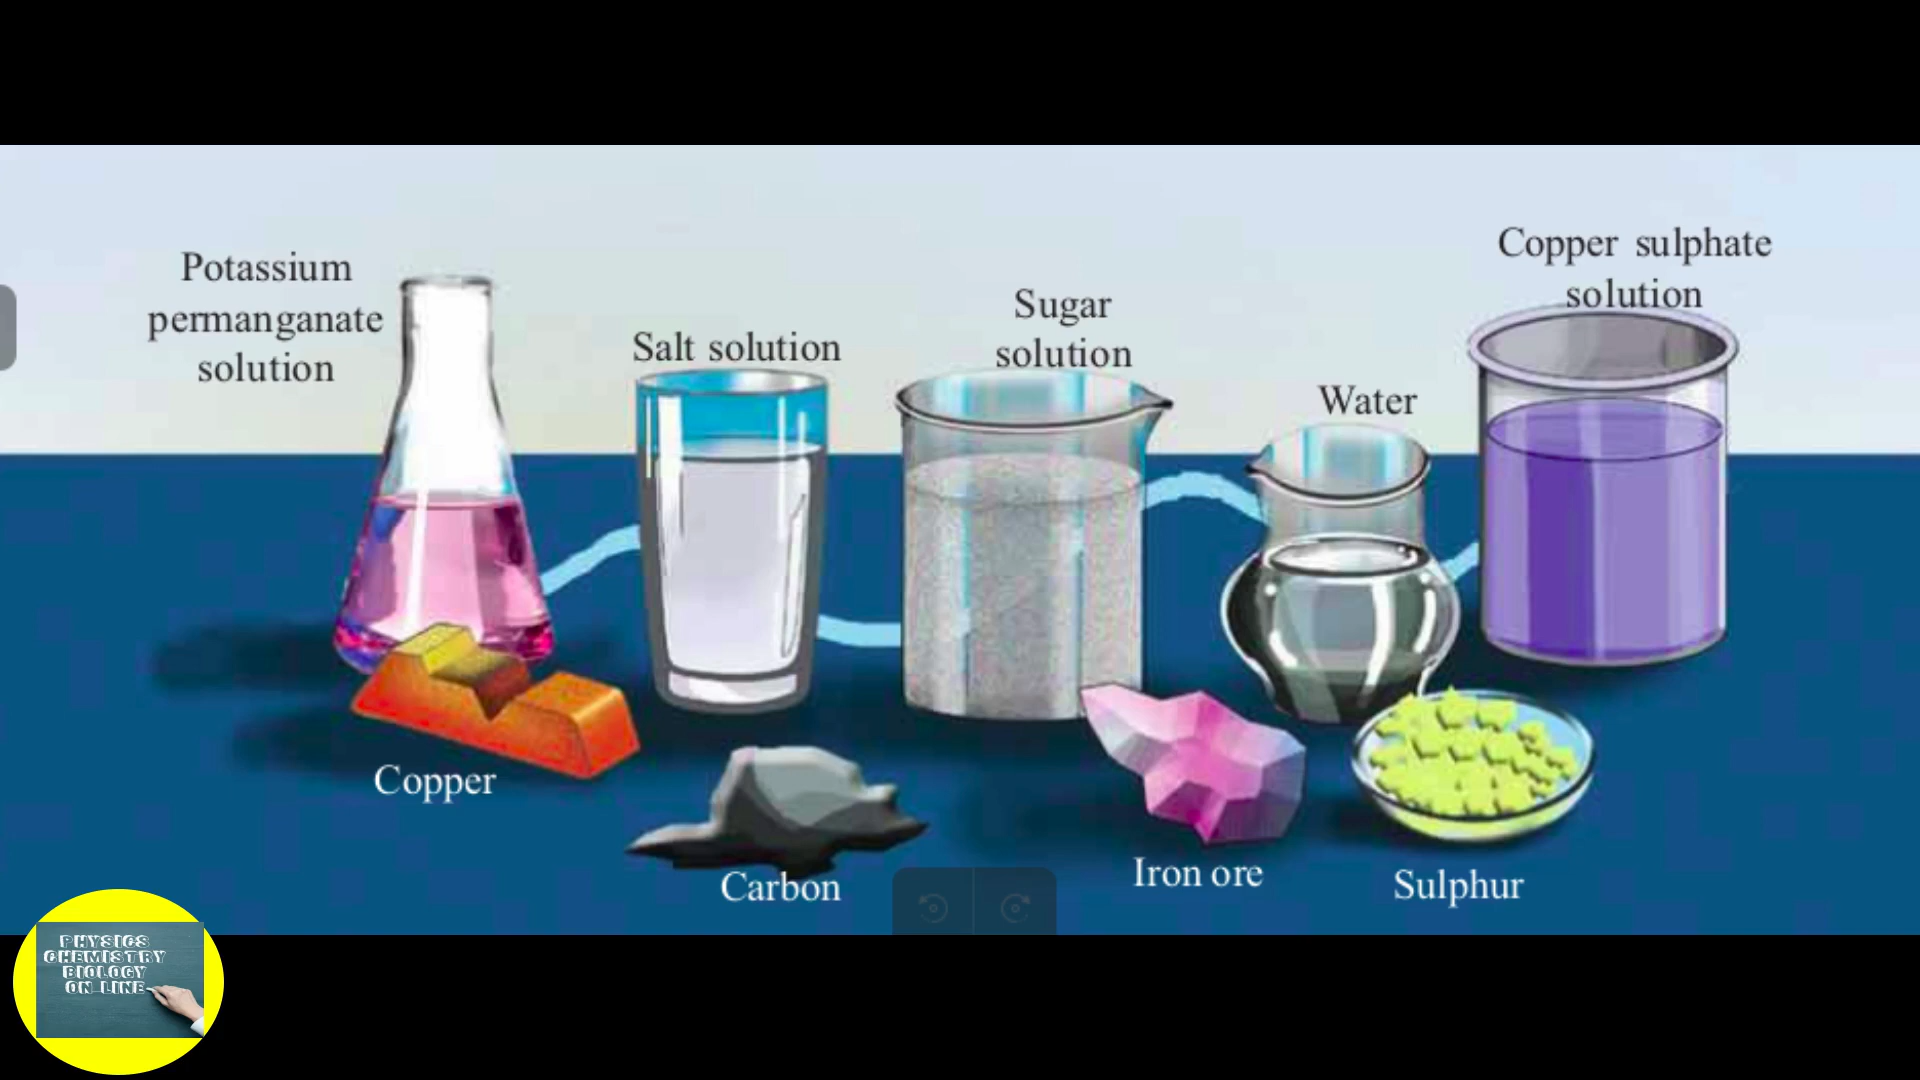 Potassium
permanganate
solution
Salt solution
Sugar
solution
Water
Copper sulphate
solution
Copper
Carbon
Iron ore
Sulphur
PHYSICS
CHEMISTRY
BIOLOGY
ON LINE